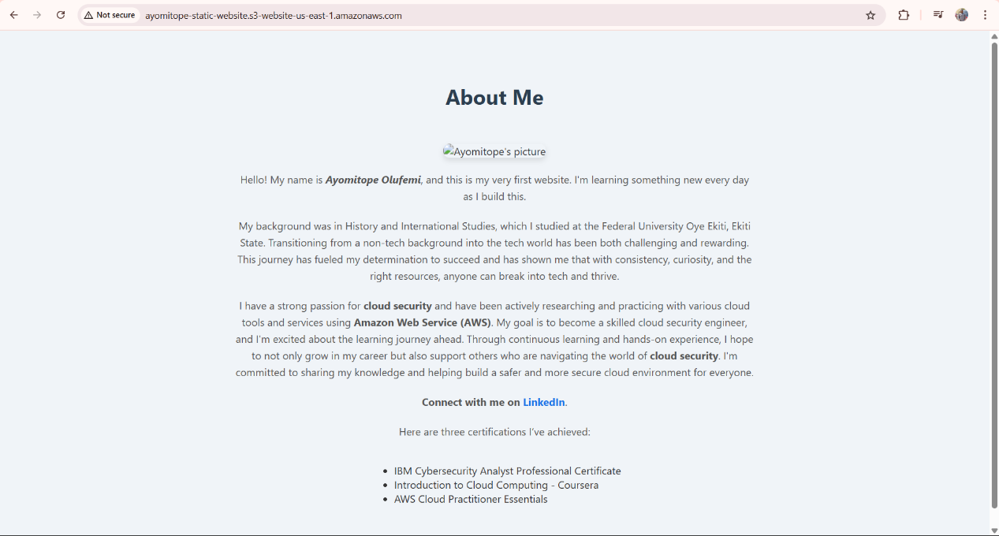 Not secure
ayomitope-static-website.s3-website-us-east-1.amazonaws.com
About Me
Ayomitope's picture
Hello! My name is Ayomitope Olufemi, and this is my very first website. I'm learning something new every day
as I build this.
My background was in History and International Studies, which I studied at the Federal University Oye Ekiti, Ekiti
State. Transitioning from a non-tech background into the tech world has been both challenging and rewarding.
This journey has fueled my determination to succeed and has shown me that with consistency, curiosity, and the
right resources, anyone can break into tech and thrive.
I have a strong passion for cloud security and have been actively researching and practicing with various cloud
tools and services using Amazon Web Service (AWS). My goal is to become a skilled cloud security engineer,
and I'm excited about the learning journey ahead. Through continuous learning and hands-on experience, I hope
to not only grow in my career but also support others who are navigating the world of cloud security. I'm
committed to sharing my knowledge and helping build a safer and more secure cloud environment for everyone.
Connect with me on LinkedIn.
Here are three certifications I’ve achieved:
• IBM Cybersecurity Analyst Professional Certificate
• Introduction to Cloud Computing - Coursera
• AWS Cloud Practitioner Essentials